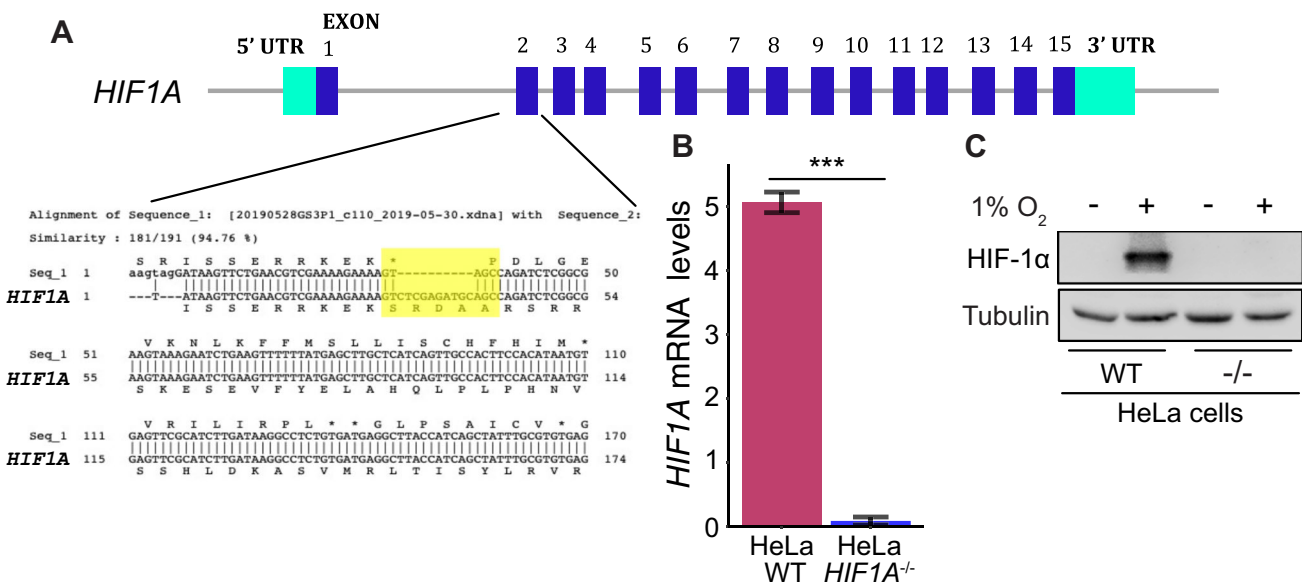 A
EXON
5' UTR 1 2 3 4 5 6 7 8 9 10 11 12 13 14 15 3' UTR
HIF1A
Alignment of Sequence_1: [20190528GS3P1_c110_2019-05-30.xdna] with Sequence_2:
Similarity : 181/191 (94.76 %)
S R I S S E R R K E K * P D L G E
Seq_1 1 aagtagGATAAGTTCTGAACGTCGAAAAGAAAAGT----------AGCCAGATCTCGGCG 50
HIF1A 1 ---T---ATAAGTTCTGAACGTCGAAAAGAAAAGTCTCGAGATGCAGCCAGATCTCGGCG 54
I S S E R R K E K S R D A A R S R R
V K N L K F F M S L L I S C H F H I M *
Seq_1 51 AAGTAAAGAATCTGAAGTTTTTTATGAGCTTGCTCATCAGTTGCCACTTCCACATAATGT 110
HIF1A 55 AAGTAAAGAATCTGAAGTTTTTTATGAGCTTGCTCATCAGTTGCCACTTCCACATAATGT 114
S K E S E V F Y E L A H Q L P L P H N V
V R I L I R P L * * G L P S A I C V * G
Seq_1 111 GAGTTCGCATCTTGATAAGGCCTCTGTGATGAGGCTTACCATCAGCTATTTGCGTGTGAG 170
HIF1A 115 GAGTTCGCATCTTGATAAGGCCTCTGTGATGAGGCTTACCATCAGCTATTTGCGTGTGAG 174
S S H L D K A S V M R L T I S Y L R V R
B
***
HIF1A mRNA levels
5
4
3
2
1
0
HeLa WT
HeLa HIF1A-/-
C
1% O2 - + - +
HIF-1α
Tubulin
WT -/-
HeLa cells